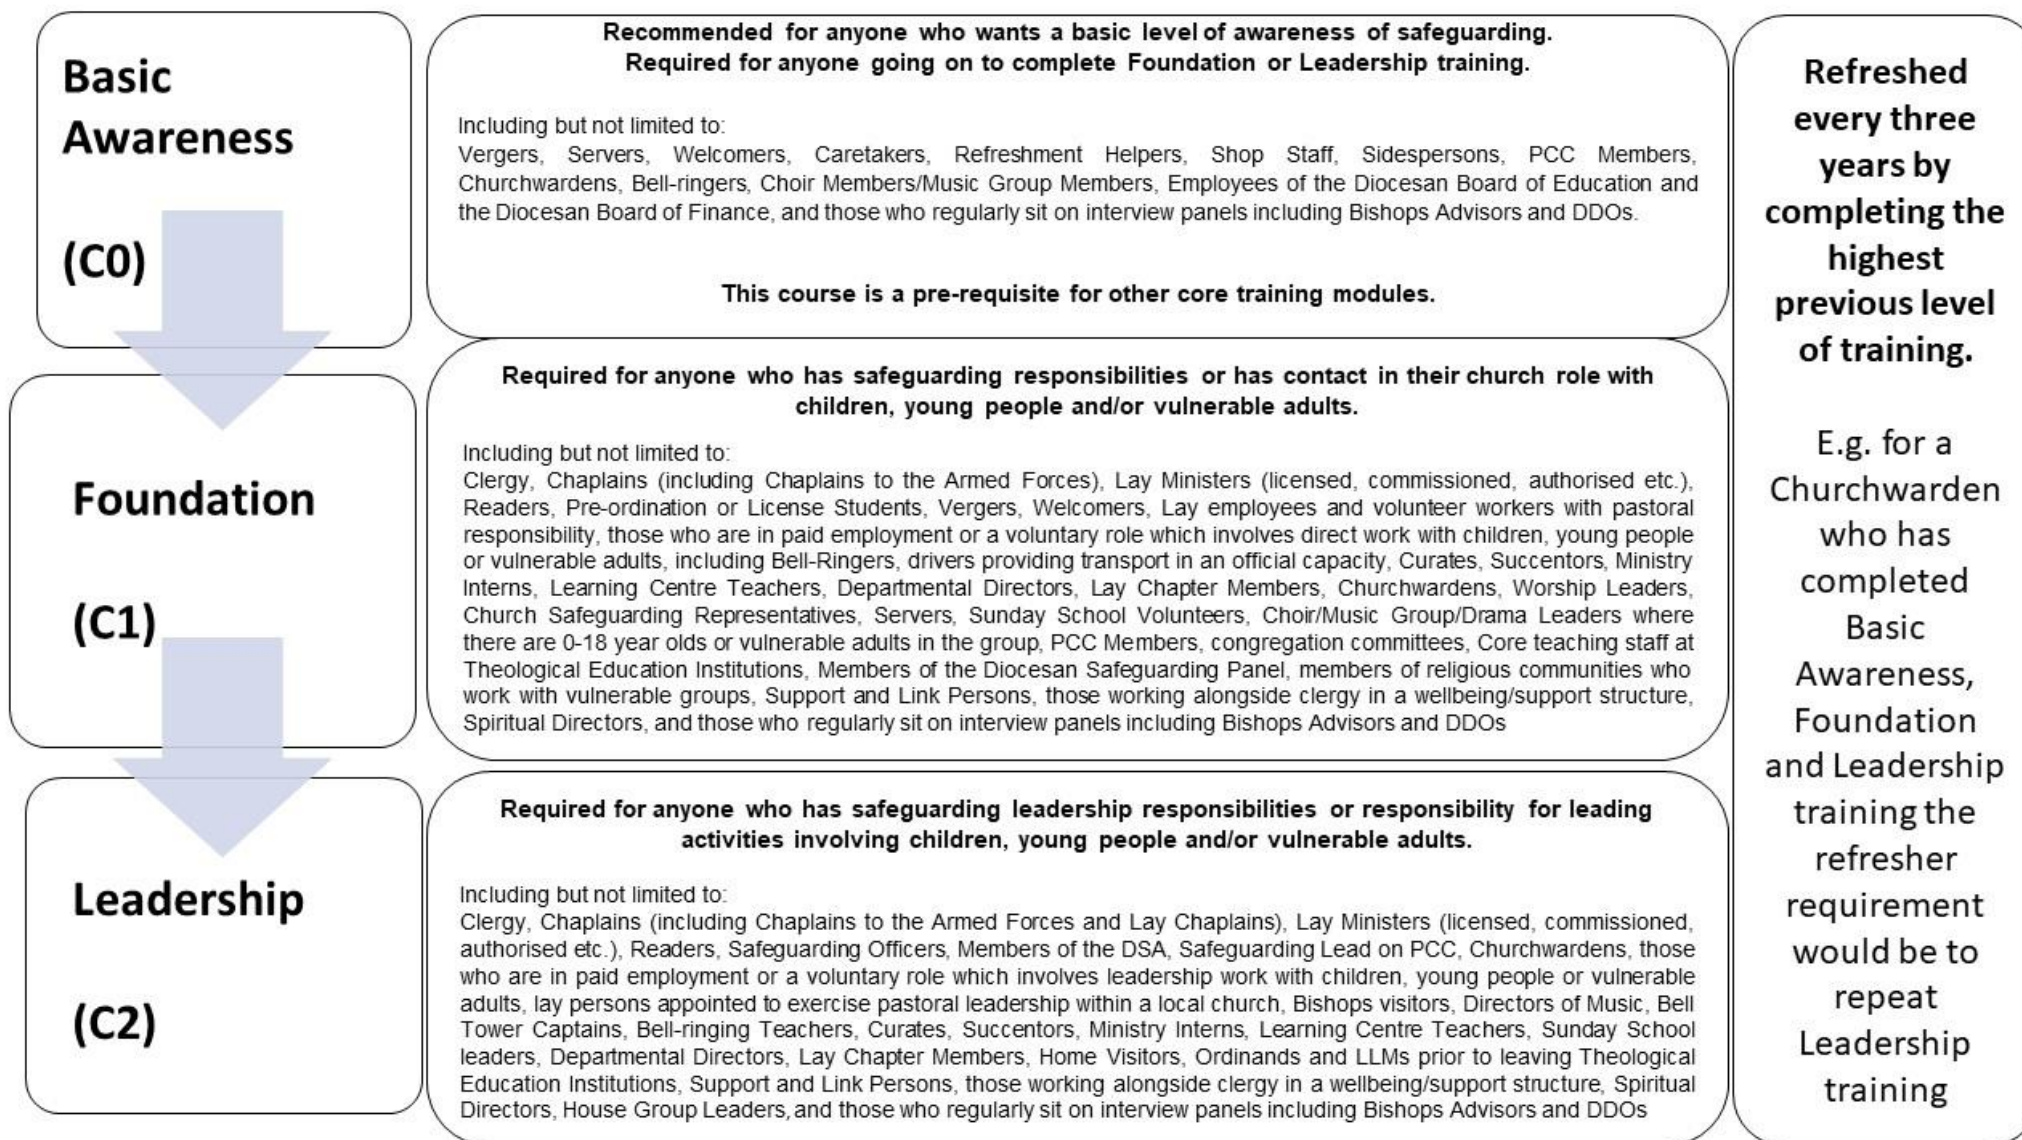 Basic
Awareness
(C0)
Recommended for anyone who wants a basic level of awareness of safeguarding.
Required for anyone going on to complete Foundation or Leadership training.
Including but not limited to:
Vergers, Servers, Welcomers, Caretakers, Refreshment Helpers, Shop Staff, Sidespersons, PCC Members,
Churchwardens, Bell-ringers, Choir Members/Music Group Members, Employees of the Diocesan Board of Education and
the Diocesan Board of Finance, and those who regularly sit on interview panels including Bishops Advisors and DDOs.
This course is a pre-requisite for other core training modules.
Foundation
(C1)
Required for anyone who has safeguarding responsibilities or has contact in their church role with
children, young people and/or vulnerable adults.
Including but not limited to:
Clergy, Chaplains (including Chaplains to the Armed Forces), Lay Ministers (licensed, commissioned, authorised etc.),
Readers, Pre-ordination or License Students, Vergers, Welcomers, Lay employees and volunteer workers with pastoral
responsibility, those who are in paid employment or a voluntary role which involves direct work with children, young people
or vulnerable adults, including Bell-Ringers, drivers providing transport in an official capacity, Curates, Succentors, Ministry
Interns, Learning Centre Teachers, Departmental Directors, Lay Chapter Members, Churchwardens, Worship Leaders,
Church Safeguarding Representatives, Servers, Sunday School Volunteers, Choir/Music Group/Drama Leaders where
there are 0-18 year olds or vulnerable adults in the group, PCC Members, congregation committees, Core teaching staff at
Theological Education Institutions, Members of the Diocesan Safeguarding Panel, members of religious communities who
work with vulnerable groups, Support and Link Persons, those working alongside clergy in a wellbeing/support structure,
Spiritual Directors, and those who regularly sit on interview panels including Bishops Advisors and DDOs
Leadership
(C2)
Required for anyone who has safeguarding leadership responsibilities or responsibility for leading
activities involving children, young people and/or vulnerable adults.
Including but not limited to:
Clergy, Chaplains (including Chaplains to the Armed Forces and Lay Chaplains), Lay Ministers (licensed, commissioned,
authorised etc.), Readers, Safeguarding Officers, Members of the DSA, Safeguarding Lead on PCC, Churchwardens, those
who are in paid employment or a voluntary role which involves leadership work with children, young people or vulnerable
adults, lay persons appointed to exercise pastoral leadership within a local church, Bishops visitors, Directors of Music, Bell
Tower Captains, Bell-ringing Teachers, Curates, Succentors, Ministry Interns, Learning Centre Teachers, Sunday School
leaders, Departmental Directors, Lay Chapter Members, Home Visitors, Ordinands and LLMs prior to leaving Theological
Education Institutions, Support and Link Persons, those working alongside clergy in a wellbeing/support structure, Spiritual
Directors, House Group Leaders, and those who regularly sit on interview panels including Bishops Advisors and DDOs
Refreshed
every three
years by
completing the
highest
previous level
of training.
E.g. for a
Churchwarden
who has
completed
Basic
Awareness,
Foundation
and Leadership
training the
refresher
requirement
would be to
repeat
Leadership
training